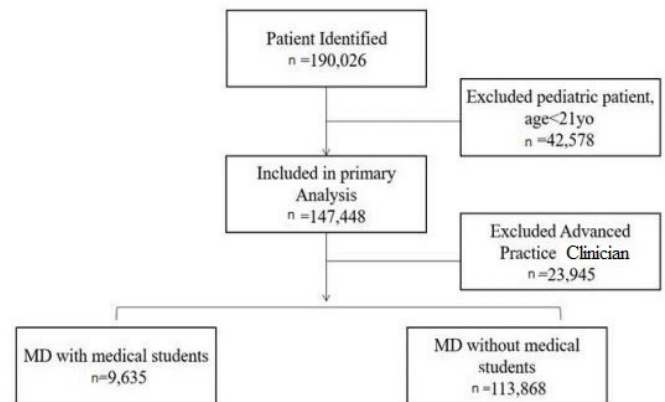 Patient Identified
n =190,026
Excluded pediatric patient,
age<21yo
n =42,578
Included in primary
Analysis
n =147,448
Excluded Advanced
Practice Clinician
n=23,945
MD with medical students
n=9,635
MD without medical
students
n =113,868